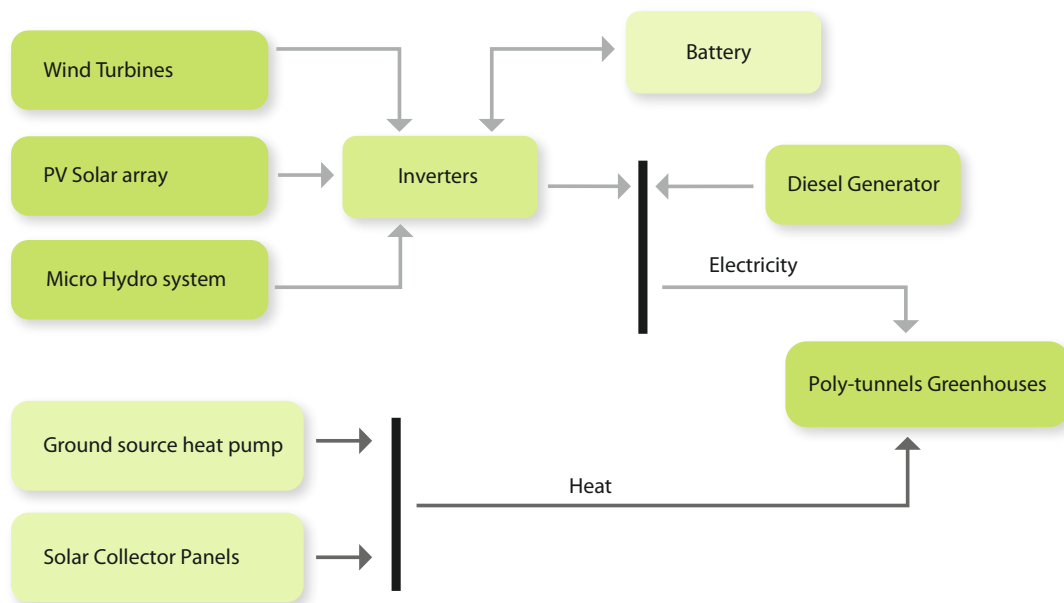 Wind Turbines
Battery
PV Solar array
Inverters
Diesel Generator
Micro Hydro system
Electricity
Poly-tunnels Greenhouses
Ground source heat pump
Heat
Solar Collector Panels